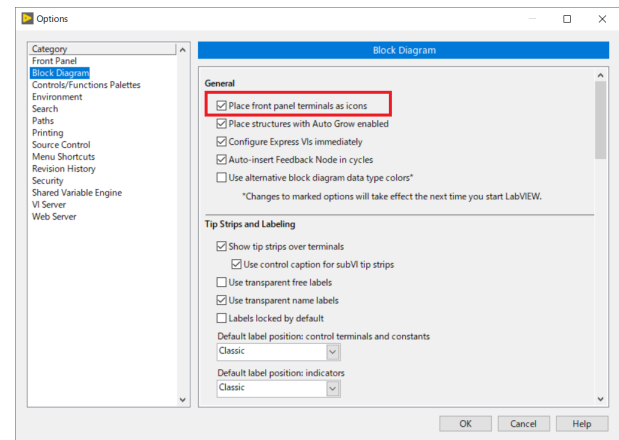 Options
Category
Front Panel
Block Diagram
Controls/Functions Palettes
Environment
Search
Paths
Printing
Source Control
Menu Shortcuts
Revision History
Security
Shared Variable Engine
VI Server
Web Server
Block Diagram
General
Place front panel terminals as icons
Place structures with Auto Grow enabled
Configure Express VIs immediately
Auto-insert Feedback Node in cycles
Use alternative block diagram data type colors*
*Changes to marked options will take effect the next time you start LabVIEW.
Tip Strips and Labeling
Show tip strips over terminals
Use control caption for subVI tip strips
Use transparent free labels
Use transparent name labels
Labels locked by default
Default label position: control terminals and constants
Classic
Default label position: indicators
Classic
OK Cancel Help